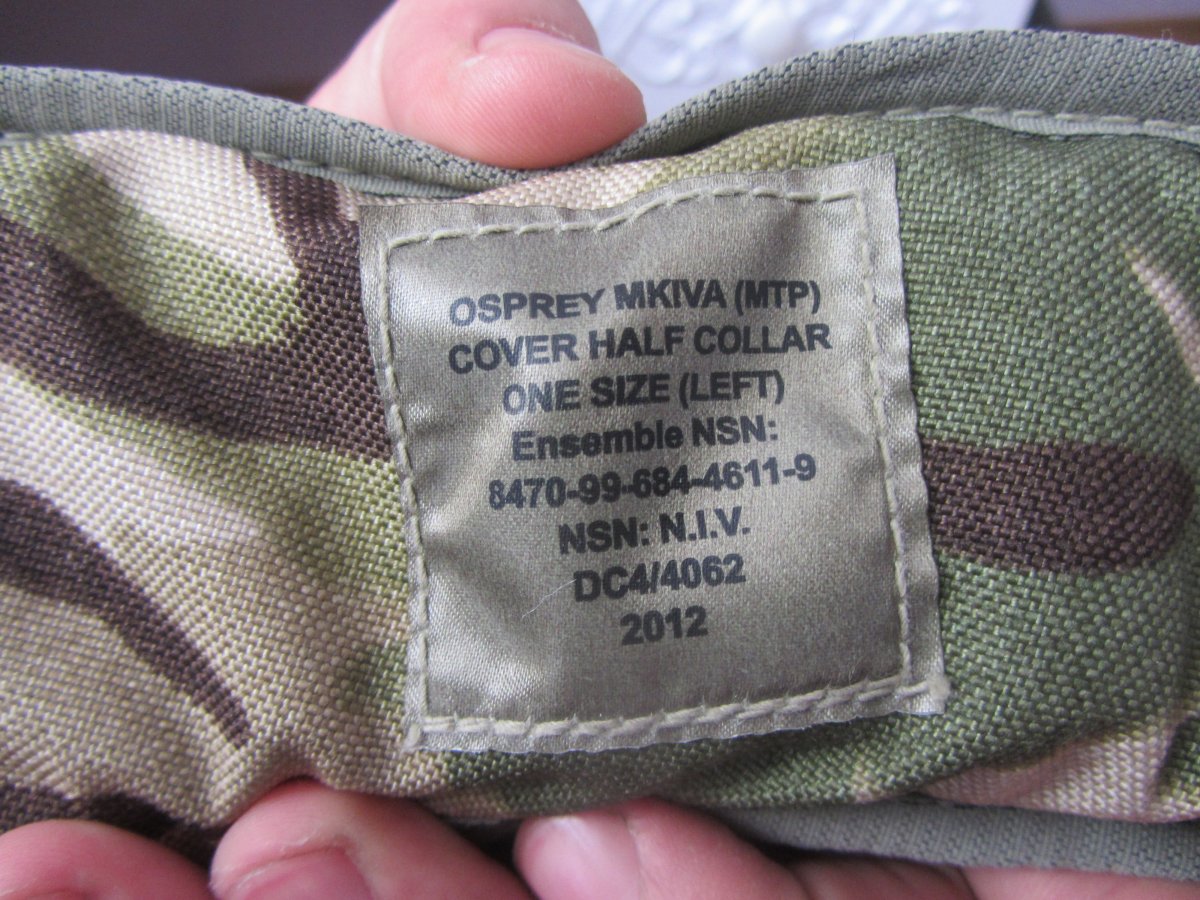 OSPREY MKIVA (MTP)
COVER HALF COLLAR
ONE SIZE (LEFT)
Ensemble NSN:
8470-99-684-4611-9
NSN: N.I.V.
DC4/4062
2012